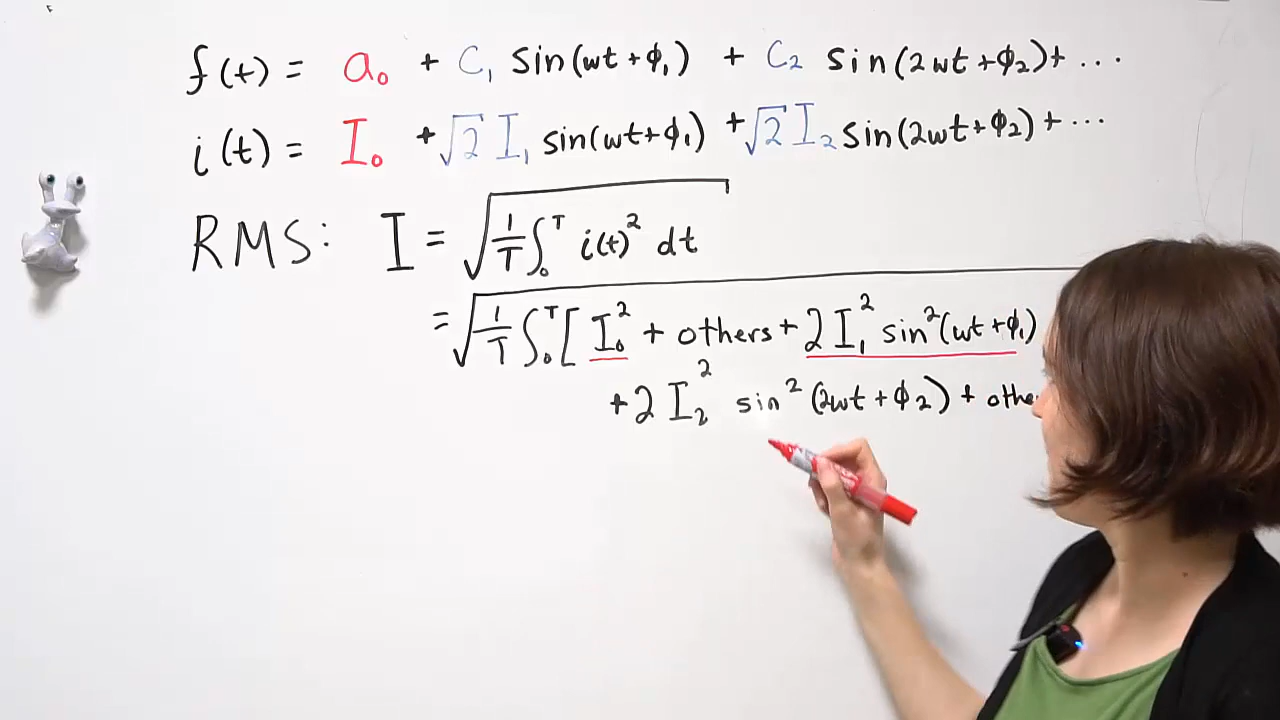 f(t) = a₀ + C₁ sin(wt+ϕ₁) + C₂ sin(2wt+ϕ₂)+ ...
i(t) = I₀ +√2 I₁ sin(wt+ϕ₁) +√2 I₂ sin(2wt+ϕ₂)+ ...
RMS: I = √(1/T ∫₀ᵀ i(t)² dt
= √(1/T ∫₀ᵀ [ I₀² + others + 2 I₁² sin²(wt+ϕ₁)
+ 2 I₂² sin²(2wt+ϕ₂) + othe